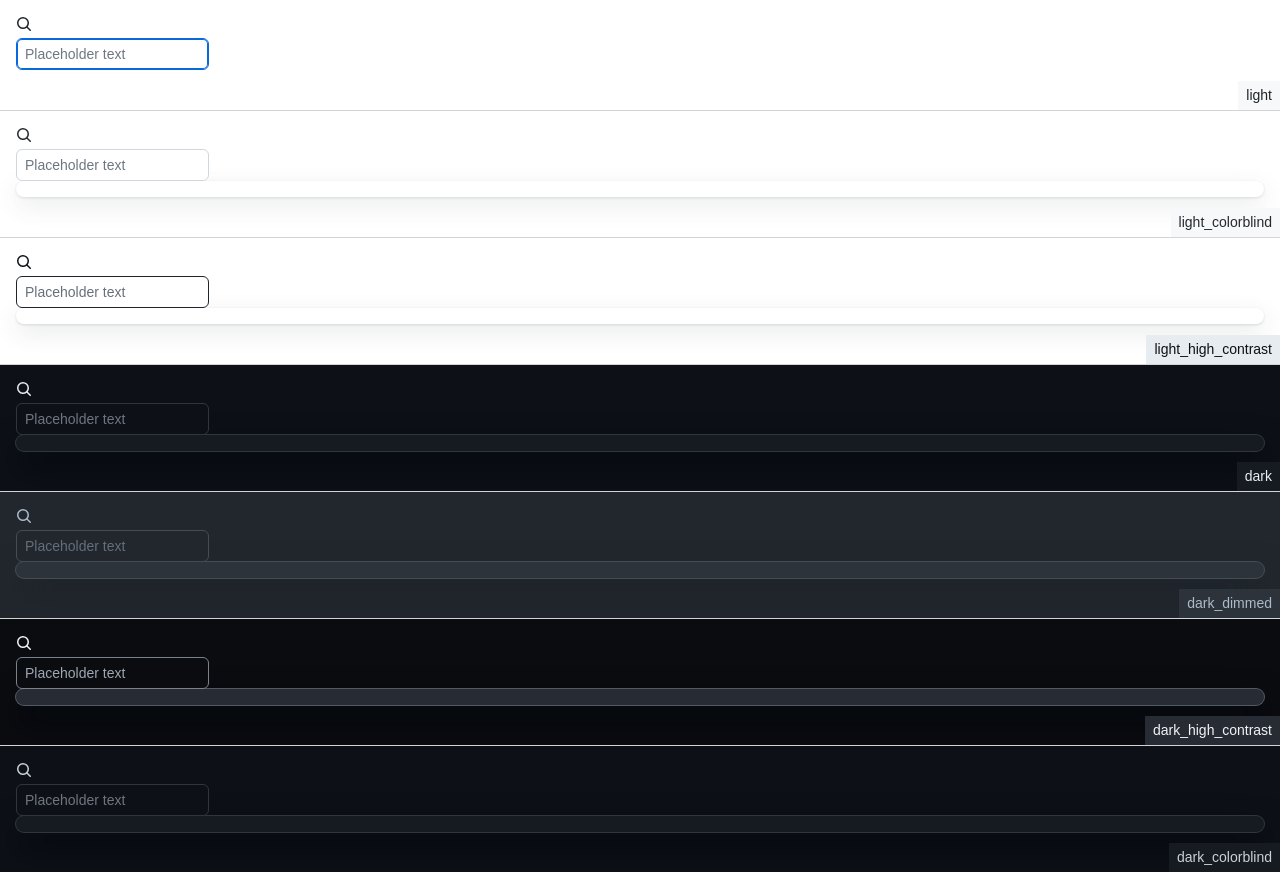 Placeholder text
light
Placeholder text
light_colorblind
Placeholder text
light_high_contrast
Placeholder text
dark
Placeholder text
dark_dimmed
Placeholder text
dark_high_contrast
Placeholder text
dark_colorblind